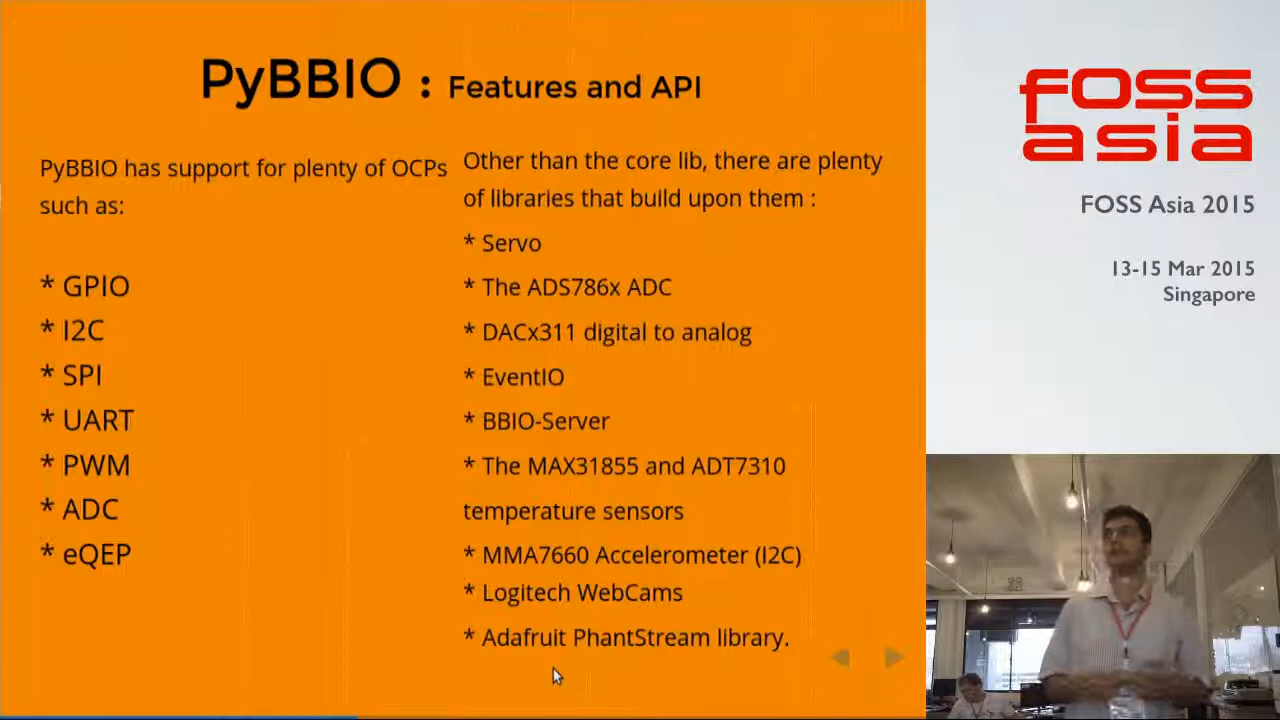 PyBBIO : Features and API
PyBBIO has support for plenty of OCPs
such as:
* GPIO
* I2C
* SPI
* UART
* PWM
* ADC
* eQEP
Other than the core lib, there are plenty
of libraries that build upon them :
* Servo
* The ADS786x ADC
* DACx311 digital to analog
* EventIO
* BBIO-Server
* The MAX31855 and ADT7310
temperature sensors
* MMA7660 Accelerometer (I2C)
* Logitech WebCams
* Adafruit PhantStream library.
foss
asia
FOSS Asia 2015
13-15 Mar 2015
Singapore